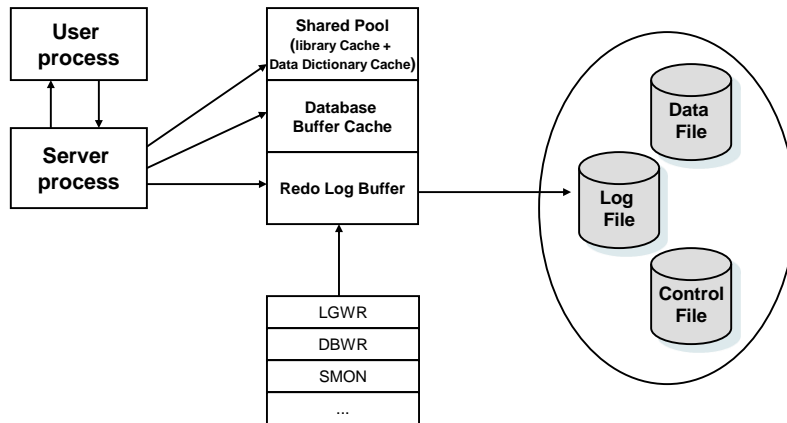 User
process
Server
process
Shared Pool
(library Cache +
Data Dictionary Cache)
Database
Buffer Cache
Redo Log Buffer
LGWR
DBWR
SMON
...
Data
File
Log
File
Control
File